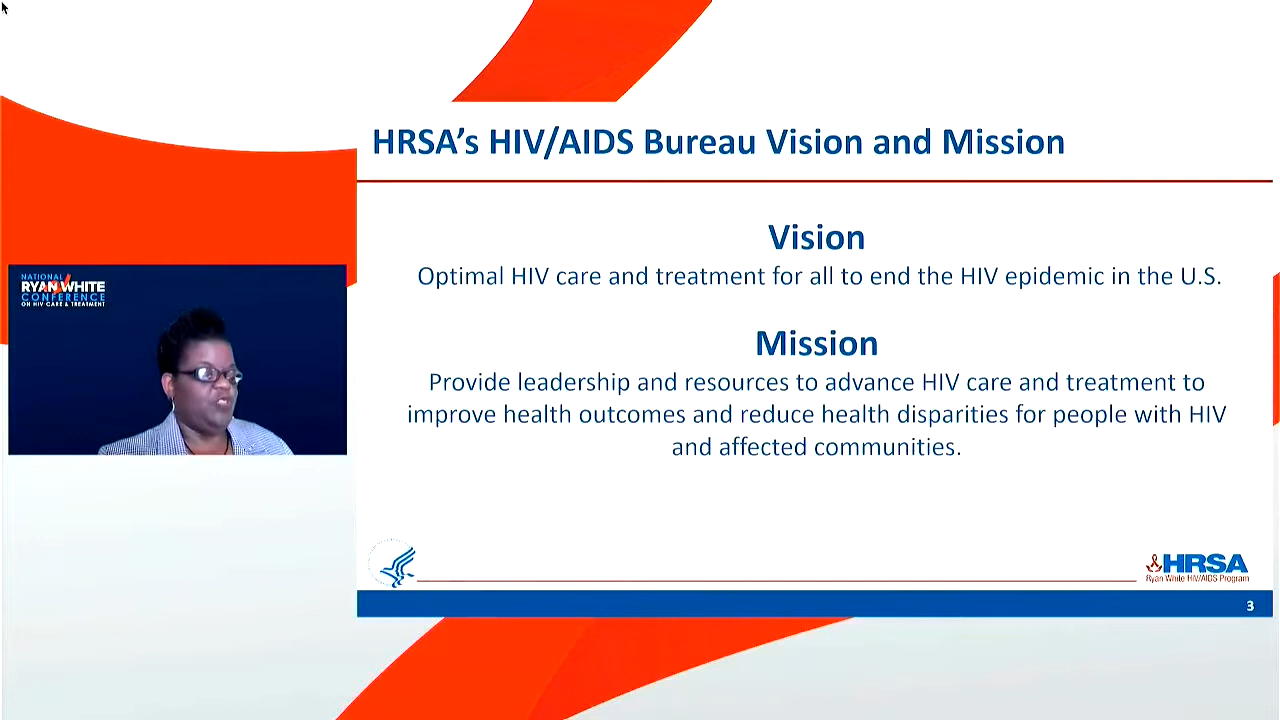 HRSA's HIV/AIDS Bureau Vision and Mission
Vision
Optimal HIV care and treatment for all to end the HIV epidemic in the U.S.
Mission
Provide leadership and resources to advance HIV care and treatment to
improve health outcomes and reduce health disparities for people with HIV
and affected communities.
NATIONAL
RYAN WHITE
CONFERENCE
ON HIV CARE & TREATMENT
HRSA
Ryan White HIV/AIDS Program
3